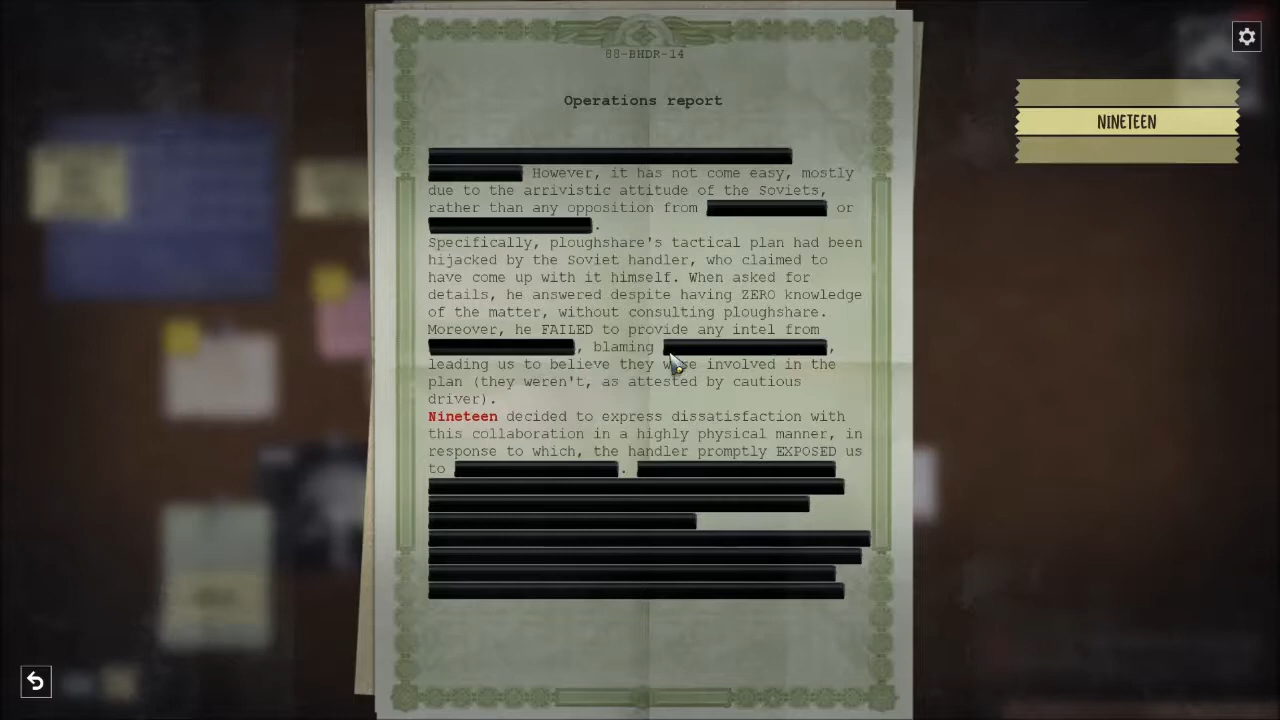 88-BHDR-14
Operations report
However, it has not come easy, mostly
due to the arrivistic attitude of the Soviets,
rather than any opposition from or
.
Specifically, ploughshare's tactical plan had been
hijacked by the Soviet handler, who claimed to
have come up with it himself. When asked for
details, he answered despite having ZERO knowledge
of the matter, without consulting ploughshare.
Moreover, he FAILED to provide any intel from
, blaming ,
leading us to believe they were involved in the
plan (they weren't, as attested by cautious
driver).
Nineteen decided to express dissatisfaction with
this collaboration in a highly physical manner, in
response to which, the handler promptly EXPOSED us
to .
NINETEEN